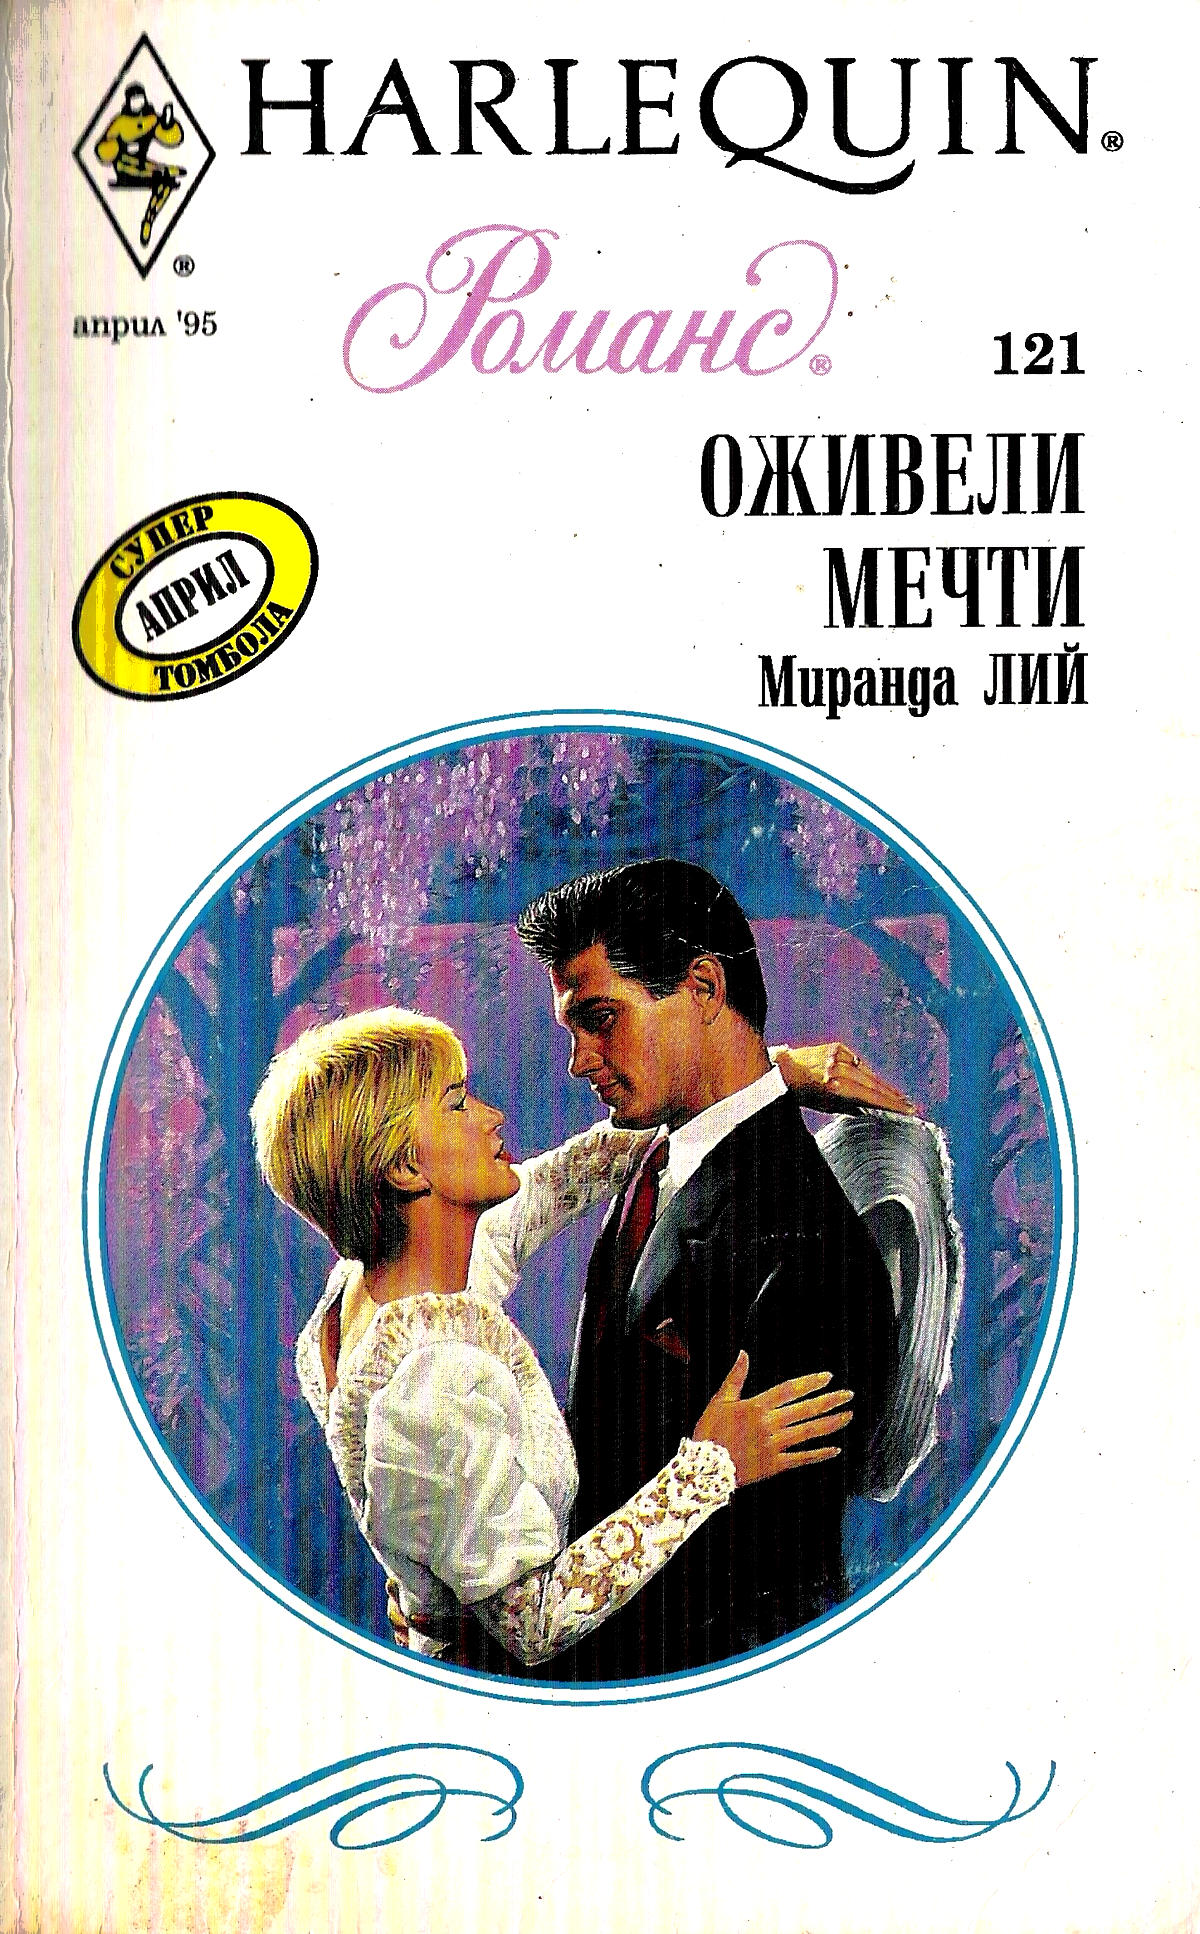 HARLEQUIN®
®
април '95
Романс®
121
ОЖИВЕЛИ
МЕЧТИ
Миранда ЛИЙ
СУПЕР
АПРИЛ
ТОМБОЛА